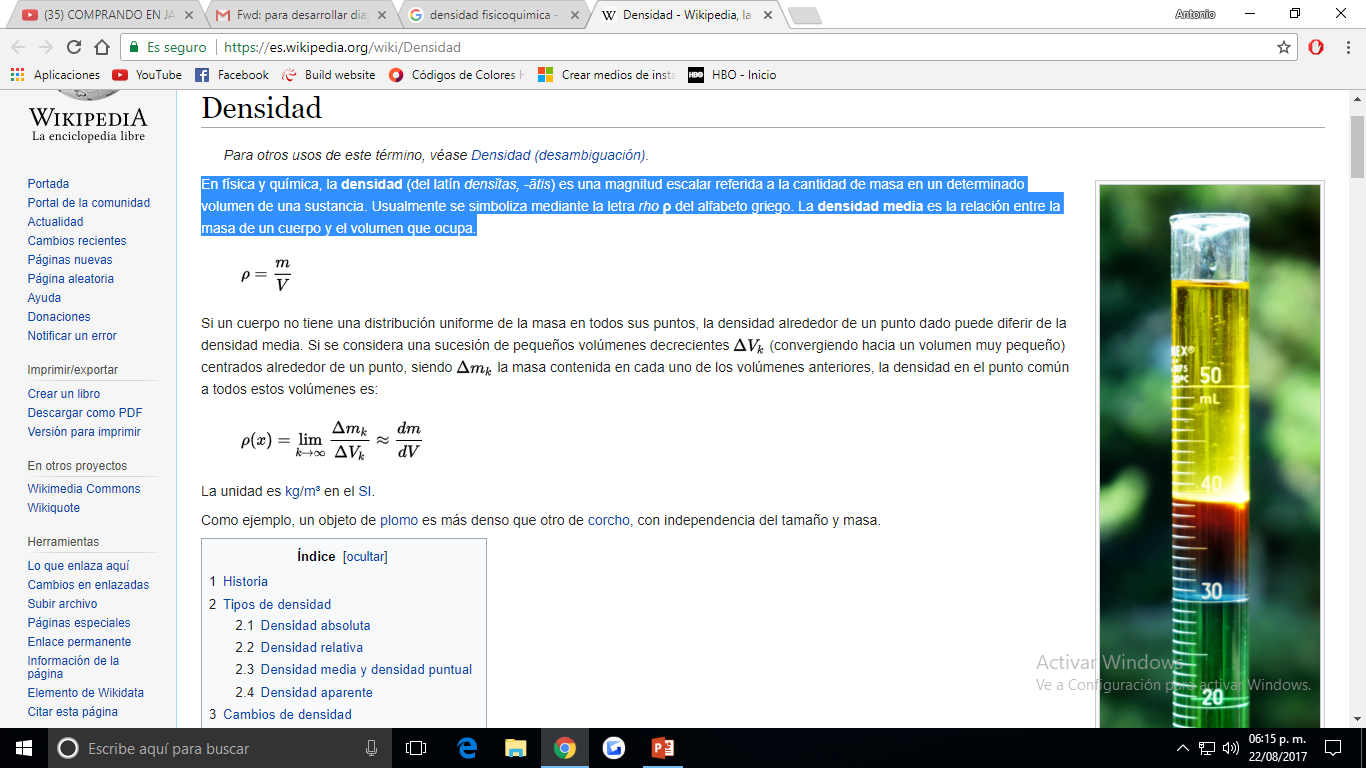 (35) COMPRANDO EN JA
Fwd: para desarrollar dia
densidad fisicoquimica -
Densidad - Wikipedia, la
Antonio
Es seguro
https://es.wikipedia.org/wiki/Densidad
Aplicaciones
YouTube
Facebook
Build website
Códigos de Colores H
Crear medios de insta
HBO - Inicio
WIKIPEDIA
La enciclopedia libre
Portada
Portal de la comunidad
Actualidad
Cambios recientes
Páginas nuevas
Página aleatoria
Ayuda
Donaciones
Notificar un error
Imprimir/exportar
Crear un libro
Descargar como PDF
Versión para imprimir
En otros proyectos
Wikimedia Commons
Wikiquote
Herramientas
Lo que enlaza aquí
Cambios en enlazadas
Subir archivo
Páginas especiales
Enlace permanente
Información de la
página
Elemento de Wikidata
Citar esta página
Densidad
Para otros usos de este término, véase Densidad (desambiguación).
En física y química, la densidad (del latín densĭtas, -ātis) es una magnitud escalar referida a la cantidad de masa en un determinado
volumen de una sustancia. Usualmente se simboliza mediante la letra rho ρ del alfabeto griego. La densidad media es la relación entre la
masa de un cuerpo y el volumen que ocupa.
ρ = m/V
Si un cuerpo no tiene una distribución uniforme de la masa en todos sus puntos, la densidad alrededor de un punto dado puede diferir de la
densidad media. Si se considera una sucesión de pequeños volúmenes decrecientes ΔVₖ (convergiendo hacia un volumen muy pequeño)
centrados alrededor de un punto, siendo Δmₖ la masa contenida en cada uno de los volúmenes anteriores, la densidad en el punto común
a todos estos volúmenes es:
ρ(x) = lim k→∞ Δmₖ/ΔVₖ ≈ dm/dV
La unidad es kg/m³ en el SI.
Como ejemplo, un objeto de plomo es más denso que otro de corcho, con independencia del tamaño y masa.
Índice [ocultar]
1 Historia
2 Tipos de densidad
2.1 Densidad absoluta
2.2 Densidad relativa
2.3 Densidad media y densidad puntual
2.4 Densidad aparente
3 Cambios de densidad
50
mL
40
30
20
Activar Windows
Ve a Configuración para activar Windows.
Escribe aquí para buscar
06:15 p. m.
22/08/2017